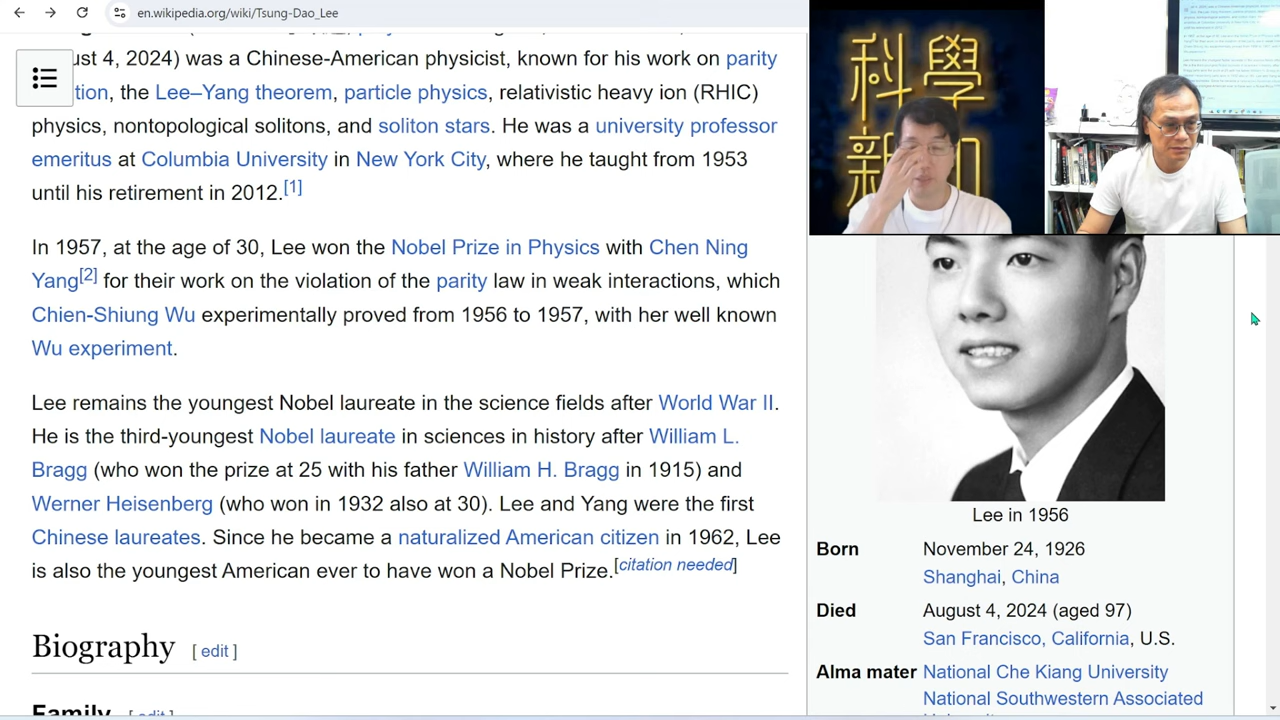 en.wikipedia.org/wiki/Tsung-Dao_Lee
ust 4, 2024) was a Chinese-American physicist, known for his work on parity
tion, the Lee–Yang theorem, particle physics, relativistic heavy ion (RHIC)
physics, nontopological solitons, and soliton stars. He was a university professor
emeritus at Columbia University in New York City, where he taught from 1953
until his retirement in 2012.[1]
In 1957, at the age of 30, Lee won the Nobel Prize in Physics with Chen Ning
Yang[2] for their work on the violation of the parity law in weak interactions, which
Chien-Shiung Wu experimentally proved from 1956 to 1957, with her well known
Wu experiment.
Lee remains the youngest Nobel laureate in the science fields after World War II.
He is the third-youngest Nobel laureate in sciences in history after William L.
Bragg (who won the prize at 25 with his father William H. Bragg in 1915) and
Werner Heisenberg (who won in 1932 also at 30). Lee and Yang were the first
Chinese laureates. Since he became a naturalized American citizen in 1962, Lee
is also the youngest American ever to have won a Nobel Prize.[citation needed]
Biography [ edit ]
Family [ edit ]
科學
新知
Lee in 1956
Born November 24, 1926
Shanghai, China
Died August 4, 2024 (aged 97)
San Francisco, California, U.S.
Alma mater National Che Kiang University
National Southwestern Associated